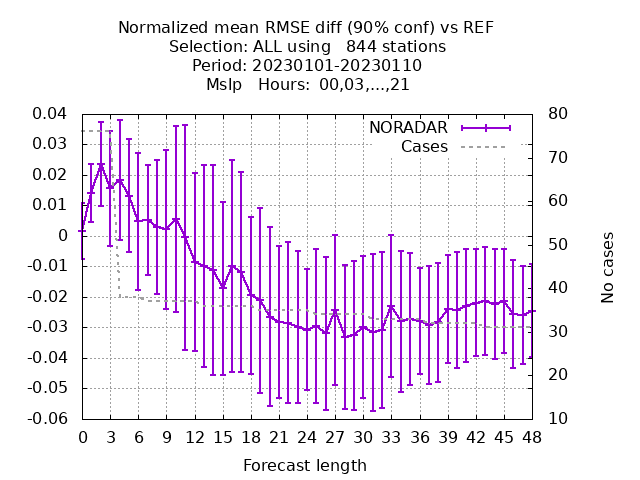 Normalized mean RMSE diff (90% conf) vs REF
Selection: ALL using   844 stations
Period: 20230101-20230110
Mslp   Hours:  00,03,...,21
NORADAR
Cases
0.04
0.03
0.02
0.01
0
-0.01
-0.02
-0.03
-0.04
-0.05
-0.06
80
70
60
50
40
30
20
10
No cases
0 3 6 9 12 15 18 21 24 27 30 33 36 39 42 45 48
Forecast length